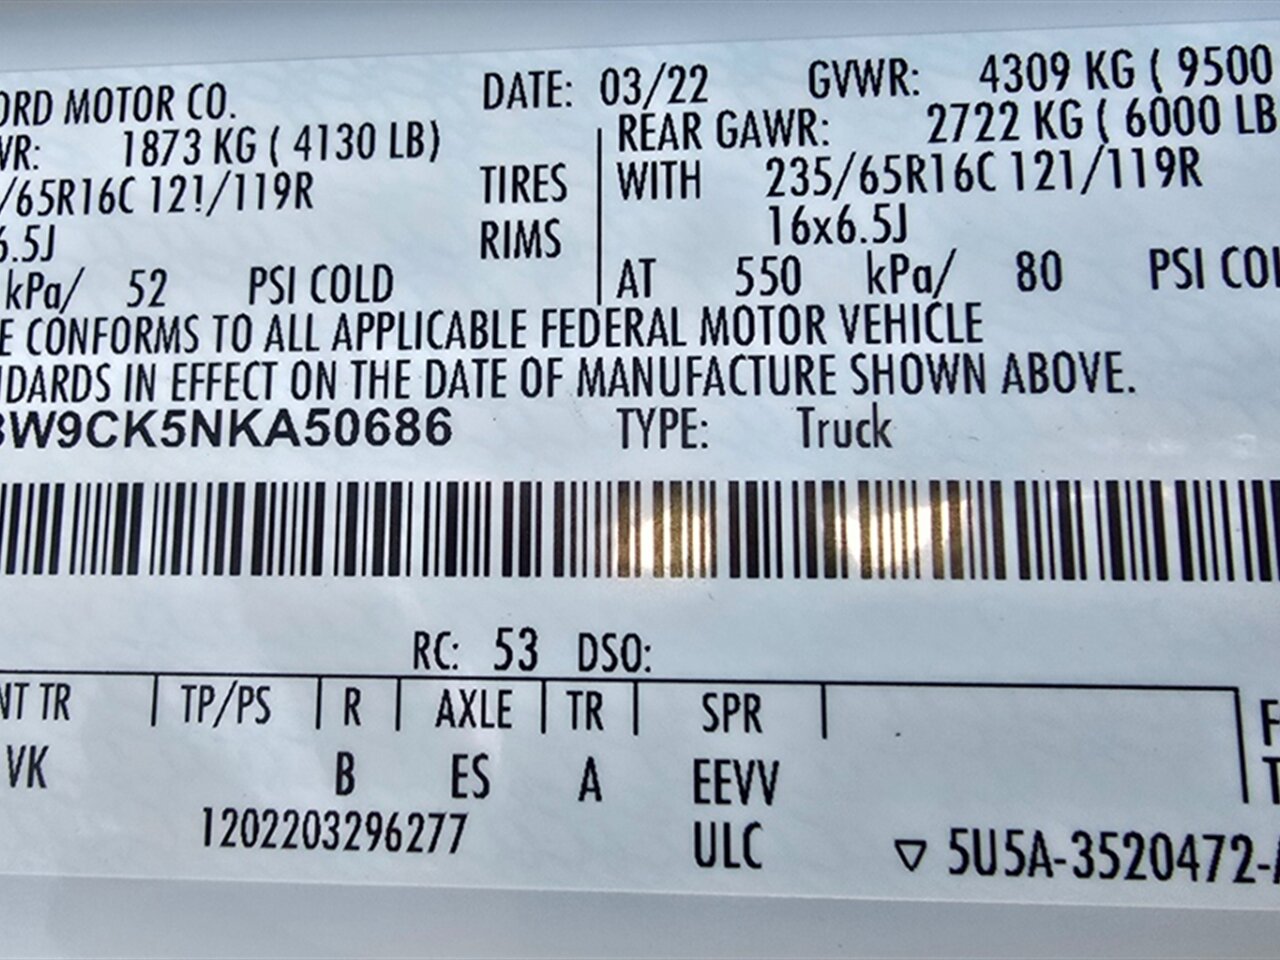 ORD MOTOR CO. DATE: 03/22 GVWR: 4309 KG ( 9500
WR: 1873 KG ( 4130 LB) REAR GAWR: 2722 KG ( 6000 LB
/65R16C 12!/119R TIRES WITH 235/65R16C 121/119R
6.5J RIMS 16x6.5J
kPa/ 52 PSI COLD AT 550 kPa/ 80 PSI COL
E CONFORMS TO ALL APPLICABLE FEDERAL MOTOR VEHICLE
NDARDS IN EFFECT ON THE DATE OF MANUFACTURE SHOWN ABOVE.
BW9CK5NKA50686 TYPE: Truck
RC: 53 DSO:
NT TR TP/PS R AXLE TR SPR F
VK B ES A EEVV T
1202203296277 ULC ▽ 5U5A-3520472-A